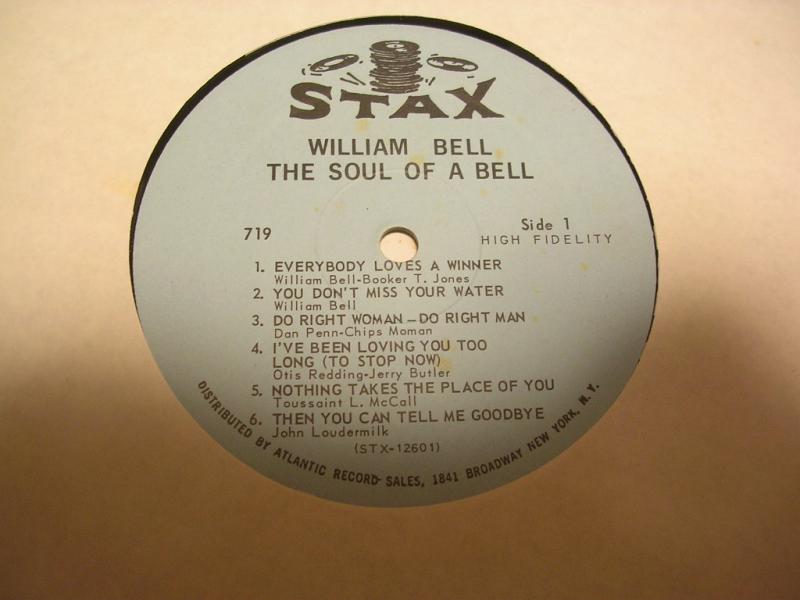 STAX
WILLIAM BELL
THE SOUL OF A BELL
719
Side 1
HIGH FIDELITY
1. EVERYBODY LOVES A WINNER
William Bell-Booker T. Jones
2. YOU DON'T MISS YOUR WATER
William Bell
3. DO RIGHT WOMAN — DO RIGHT MAN
Dan Penn-Chips Moman
4. I'VE BEEN LOVING YOU TOO
LONG (TO STOP NOW)
Otis Redding-Jerry Butler
5. NOTHING TAKES THE PLACE OF YOU
Toussaint L. McCall
6. THEN YOU CAN TELL ME GOODBYE
John Loudermilk
(STX-12601)
DISTRIBUTED BY ATLANTIC RECORD SALES, 1841 BROADWAY NEW YORK, N. Y.